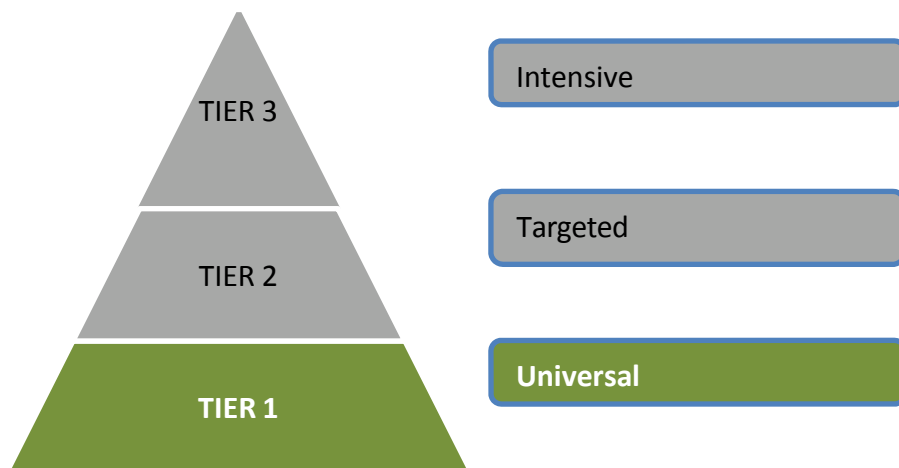 TIER 3
Intensive
TIER 2
Targeted
TIER 1
Universal